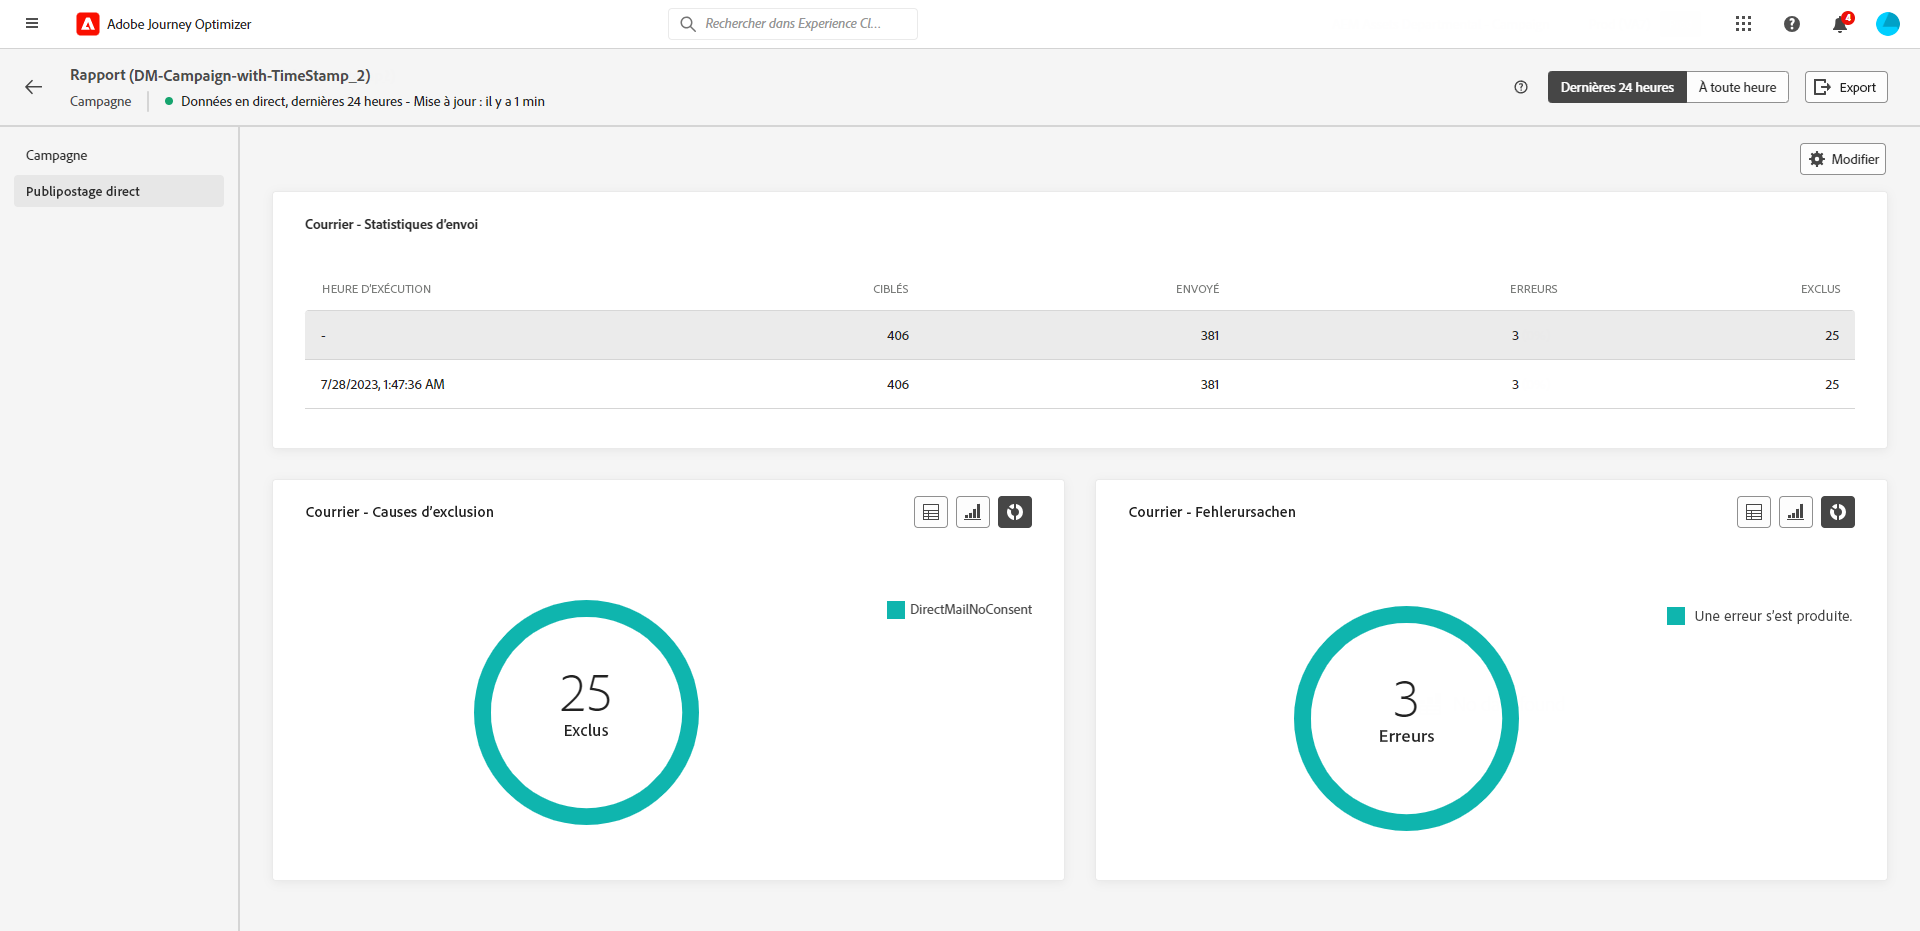 Adobe Journey Optimizer
Rechercher dans Experience Cl...
4
Rapport (DM-Campaign-with-TimeStamp_2)
Campagne
Données en direct, dernières 24 heures - Mise à jour : il y a 1 min
Dernières 24 heures
À toute heure
Export
Campagne
Publipostage direct
Modifier
Courrier - Statistiques d'envoi
HEURE D'EXÉCUTION CIBLÉS ENVOYÉ ERREURS EXCLUS
- 406 381 3 25
7/28/2023, 1:47:36 AM 406 381 3 25
Courrier - Causes d'exclusion
DirectMailNoConsent
25
Exclus
Courrier - Fehlerursachen
Une erreur s'est produite.
3
Erreurs